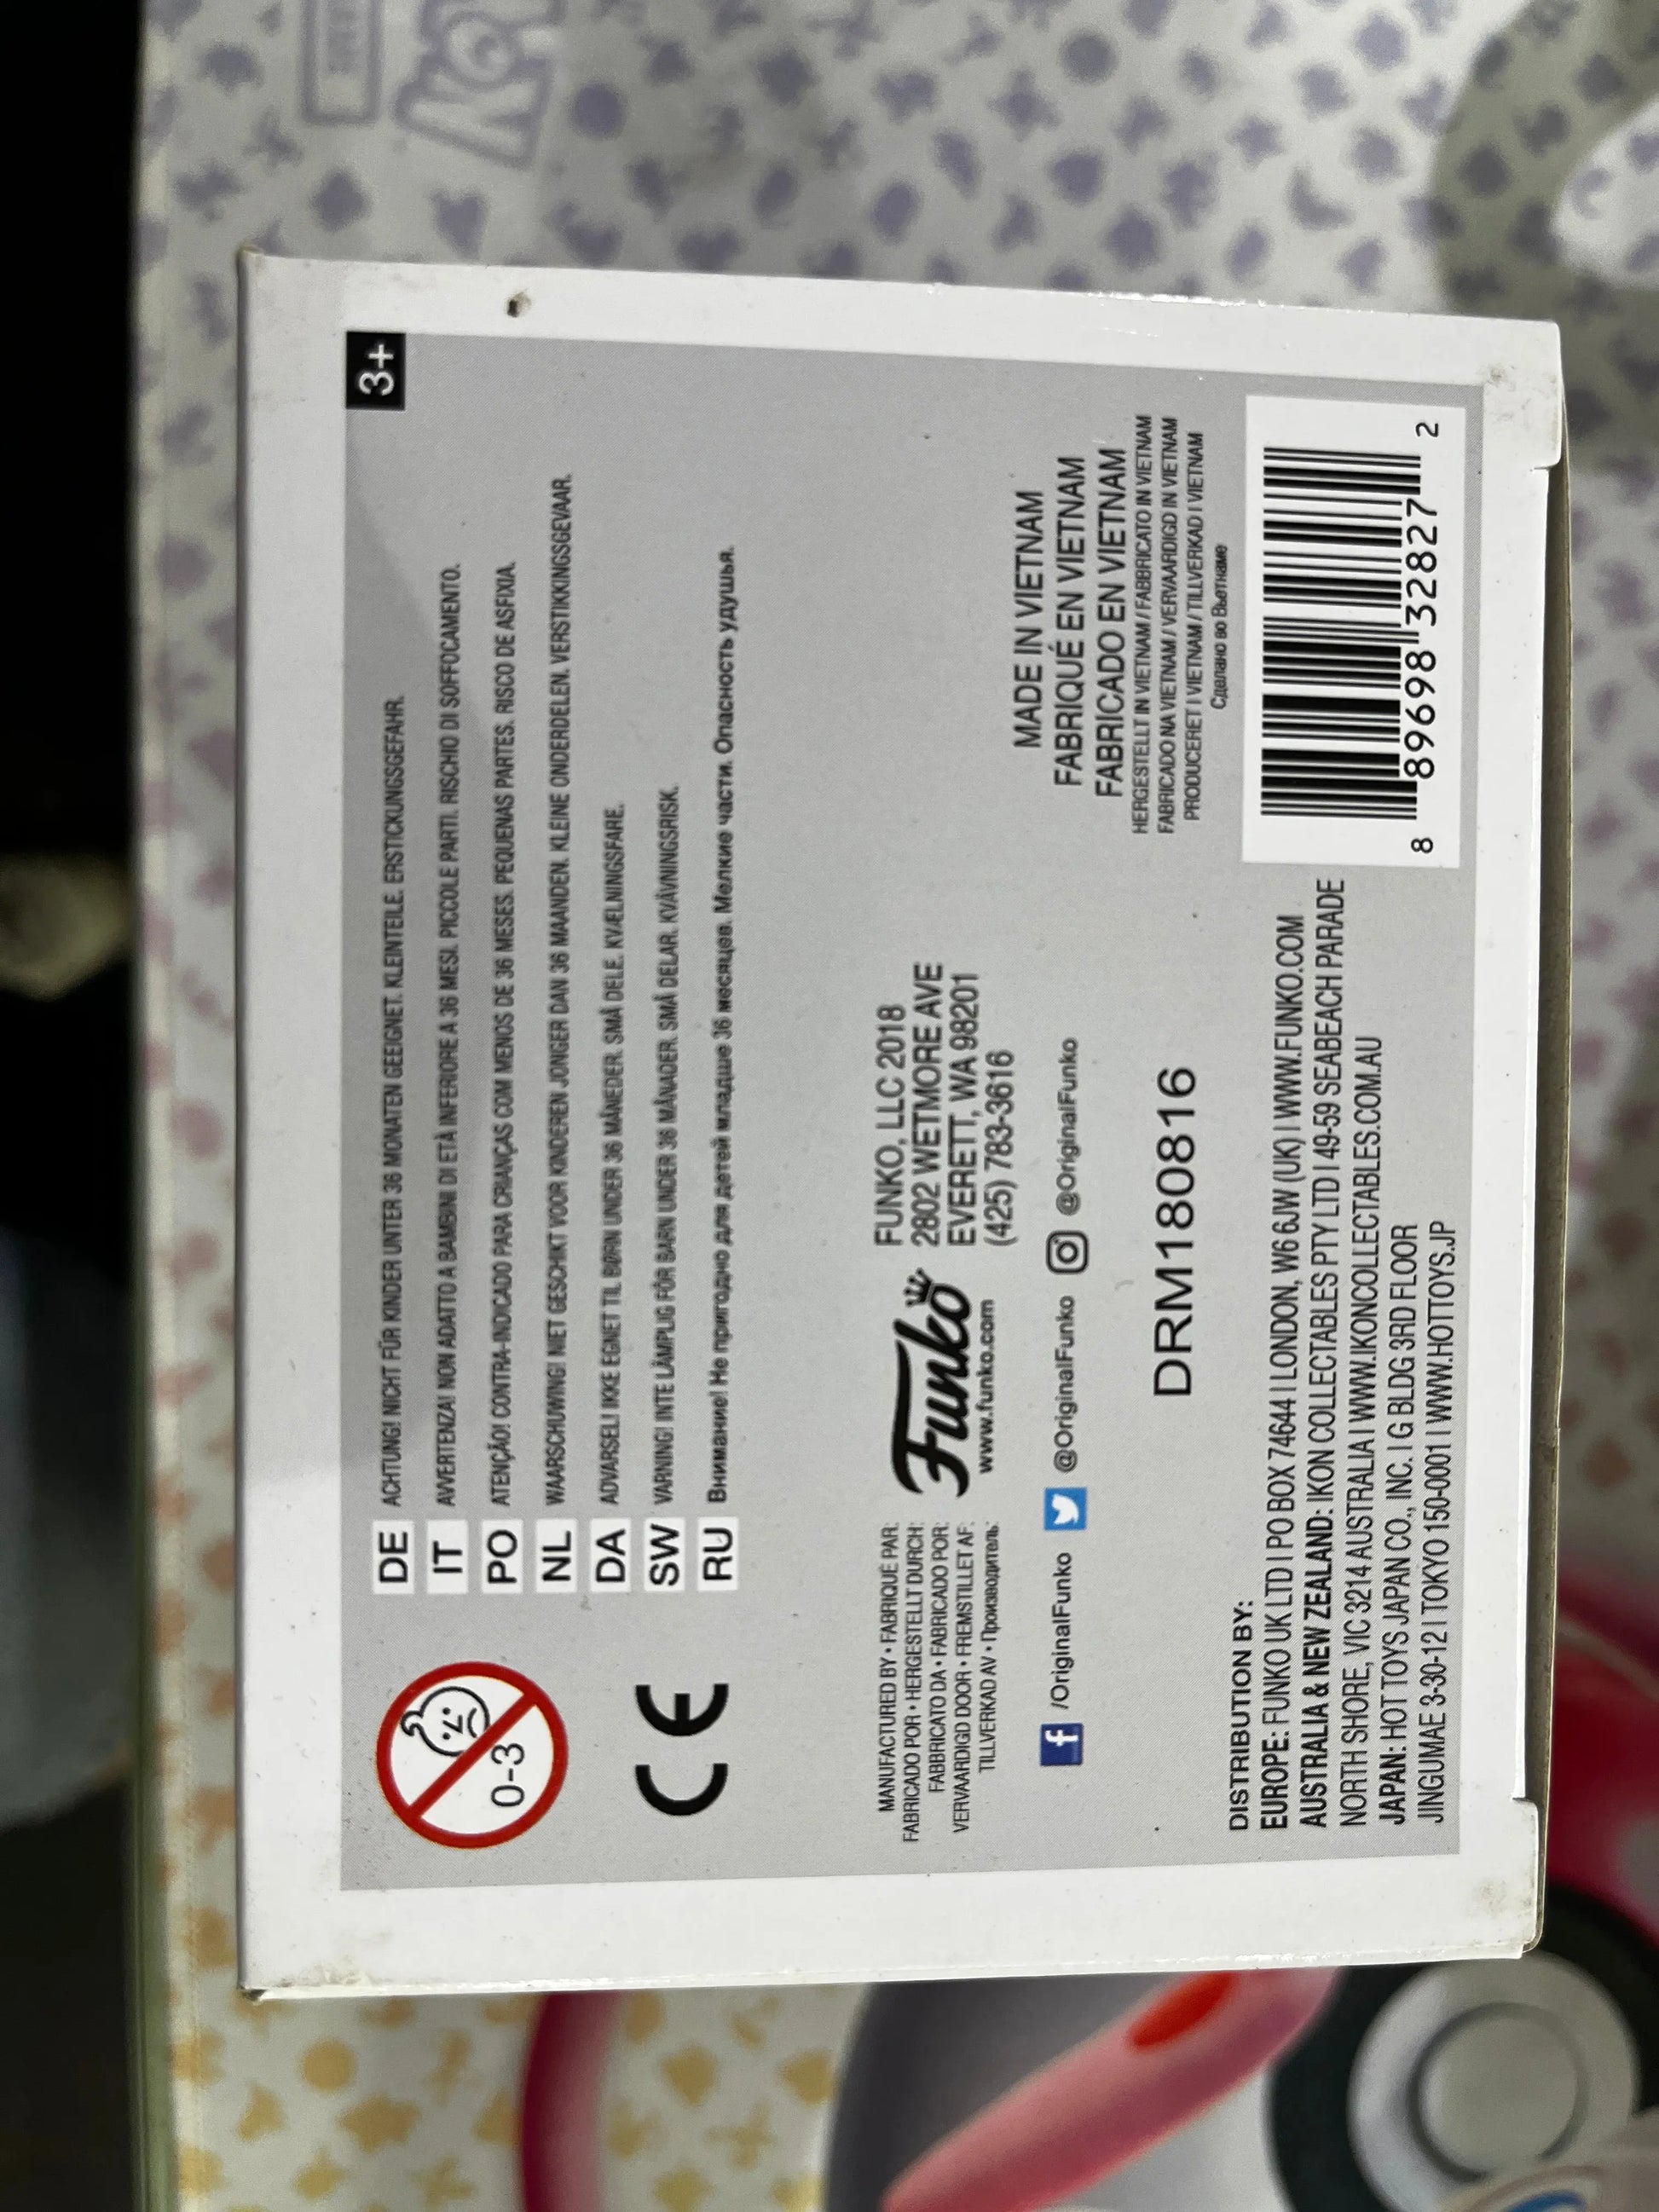 3+
0-3
DE ACHTUNG! NICHT FÜR KINDER UNTER 36 MONATEN GEEIGNET. KLEINTEILE. ERSTICKUNGSGEFAHR.
IT AVVERTENZA! NON ADATTO A BAMBINI DI ETÀ INFERIORE A 36 MESI. PICCOLE PARTI. RISCHIO DI SOFFOCAMENTO.
PO ATENÇÃO! CONTRA-INDICADO PARA CRIANÇAS COM MENOS DE 36 MESES. PEQUENAS PARTES. RISCO DE ASFIXIA.
NL WAARSCHUWING! NIET GESCHIKT VOOR KINDEREN JONGER DAN 36 MAANDEN. KLEINE ONDERDELEN. VERSTIKKINGSGEVAAR.
DA ADVARSEL! IKKE EGNET TIL BØRN UNDER 36 MÅNEDER. SMÅ DELE. KVÆLNINGSFARE.
SW VARNING! INTE LÄMPLIG FÖR BARN UNDER 36 MÅNADER. SMÅ DELAR. KVÄVNINGSRISK.
RU Внимание! Не пригодно для детей младше 36 месяцев. Мелкие части. Опасность удушья.
CE
MANUFACTURED BY • FABRIQUÉ PAR:
FABRICADO POR • HERGESTELLT DURCH:
FABBRICATO DA • FABRICADO POR:
VERVAARDIGD DOOR • FREMSTILLET AF:
TILLVERKAD AV • Производитель:
Funko
www.funko.com
FUNKO, LLC 2018
2802 WETMORE AVE
EVERETT, WA 98201
(425) 783-3616
/OriginalFunko @OriginalFunko @OriginalFunko
DRM180816
MADE IN VIETNAM
FABRIQUÉ EN VIETNAM
FABRICADO EN VIETNAM
HERGESTELLT IN VIETNAM / FABBRICATO IN VIETNAM
FABRICADO NA VIETNAM / VERVAARDIGD IN VIETNAM
PRODUCERET I VIETNAM / TILLVERKAD I VIETNAM
Сделано во Вьетнаме
DISTRIBUTION BY:
EUROPE: FUNKO UK LTD I PO BOX 74644 I LONDON, W6 6JW (UK) I WWW.FUNKO.COM
AUSTRALIA & NEW ZEALAND: IKON COLLECTABLES PTY LTD I 49-59 SEABEACH PARADE
NORTH SHORE, VIC 3214 AUSTRALIA I WWW.IKONCOLLECTABLES.COM.AU
JAPAN: HOT TOYS JAPAN CO., INC. I G BLDG 3RD FLOOR
JINGUMAE 3-30-12 I TOKYO 150-0001 I WWW.HOTTOYS.JP
8 89698 32827 2